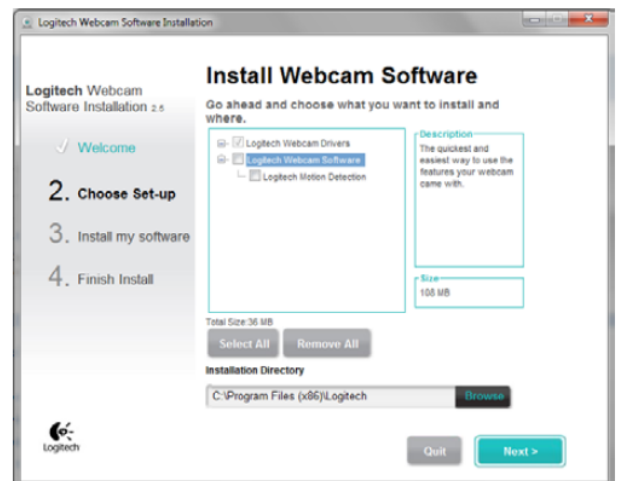 Logitech Webcam Software Installation
Logitech Webcam
Software Installation 2.5
Welcome
2. Choose Set-up
3. Install my software
4. Finish Install
Logitech
Install Webcam Software
Go ahead and choose what you want to install and
where.
Logitech Webcam Drivers
Logitech Webcam Software
Logitech Motion Detection
Description
The quickest and
easiest way to use the
features your webcam
came with.
Size
108 MB
Total Size:36 MB
Select All Remove All
Installation Directory
C:\Program Files (x86)\Logitech Browse
Quit Next >